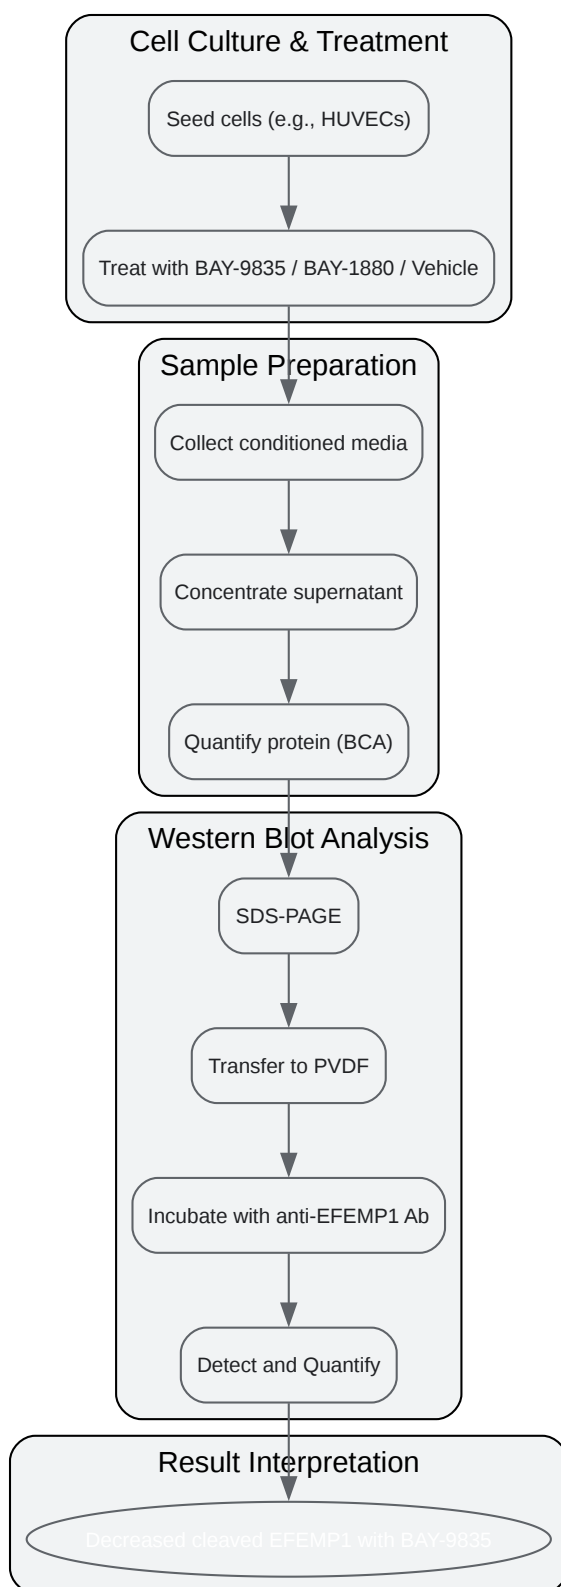 Cell Culture & Treatment
Seed cells (e.g., HUVECs)
Treat with BAY-9835 / BAY-1880 / Vehicle
Sample Preparation
Collect conditioned media
Concentrate supernatant
Quantify protein (BCA)
Western Blot Analysis
SDS-PAGE
Transfer to PVDF
Incubate with anti-EFEMP1 Ab
Detect and Quantify
Result Interpretation
Decreased cleaved EFEMP1 with BAY-9835